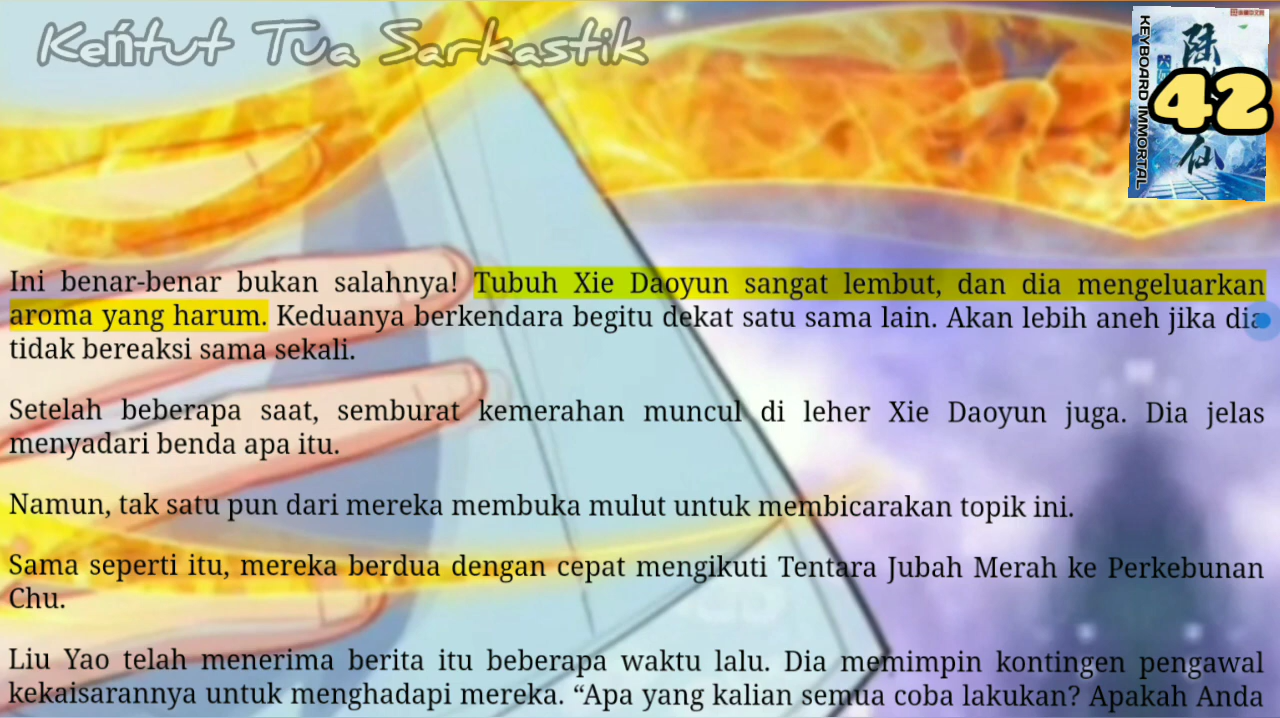 Keńtut Tua Sarkastik
KEYBOARD IMMORTAL
陆
仙
42
Ini benar-benar bukan salahnya! Tubuh Xie Daoyun sangat lembut, dan dia mengeluarkan
aroma yang harum. Keduanya berkendara begitu dekat satu sama lain. Akan lebih aneh jika dia
tidak bereaksi sama sekali.
Setelah beberapa saat, semburat kemerahan muncul di leher Xie Daoyun juga. Dia jelas
menyadari benda apa itu.
Namun, tak satu pun dari mereka membuka mulut untuk membicarakan topik ini.
Sama seperti itu, mereka berdua dengan cepat mengikuti Tentara Jubah Merah ke Perkebunan
Chu.
Liu Yao telah menerima berita itu beberapa waktu lalu. Dia memimpin kontingen pengawal
kekaisarannya untuk menghadapi mereka. “Apa yang kalian semua coba lakukan? Apakah Anda